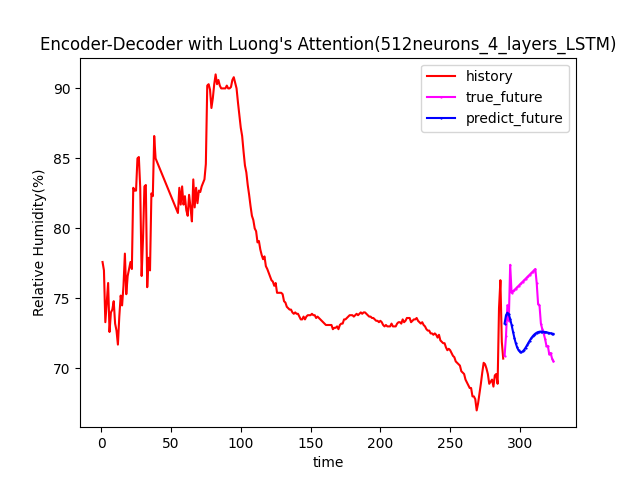 Encoder-Decoder with Luong's Attention(512neurons_4_layers_LSTM)
history
true_future
predict_future
Relative Humidity(%)
90
85
80
75
70
0 50 100 150 200 250 300
time